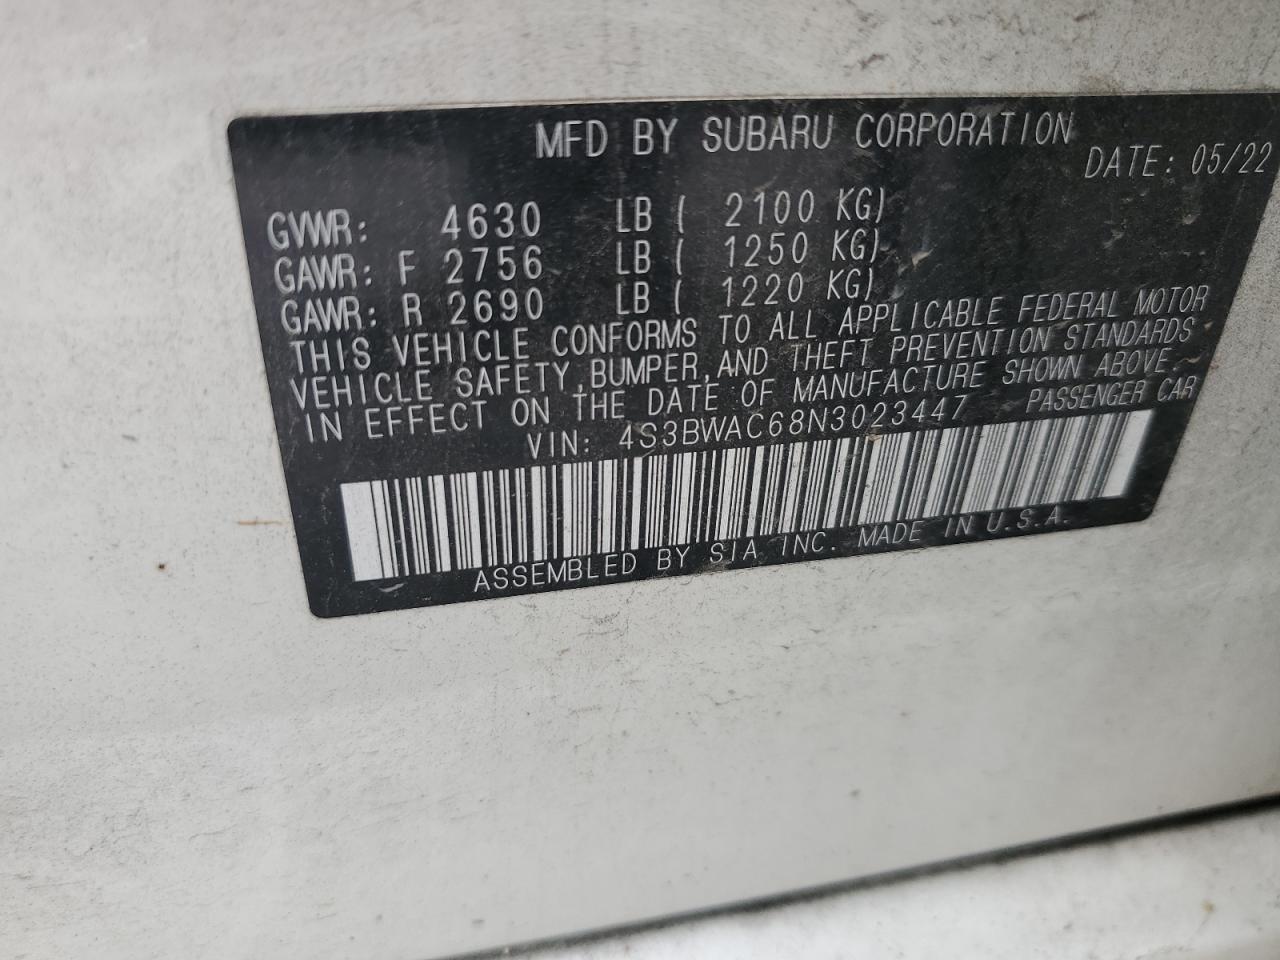 MFD BY SUBARU CORPORATION
DATE: 05/22
GVWR: 4630 LB ( 2100 KG)
GAWR: F 2756 LB ( 1250 KG)
GAWR: R 2690 LB ( 1220 KG)
THIS VEHICLE CONFORMS TO ALL APPLICABLE FEDERAL MOTOR
VEHICLE SAFETY,BUMPER,AND THEFT PREVENTION STANDARDS
IN EFFECT ON THE DATE OF MANUFACTURE SHOWN ABOVE.
VIN: 4S3BWAC68N3023447 PASSENGER CAR
ASSEMBLED BY SIA INC. MADE IN U.S.A.